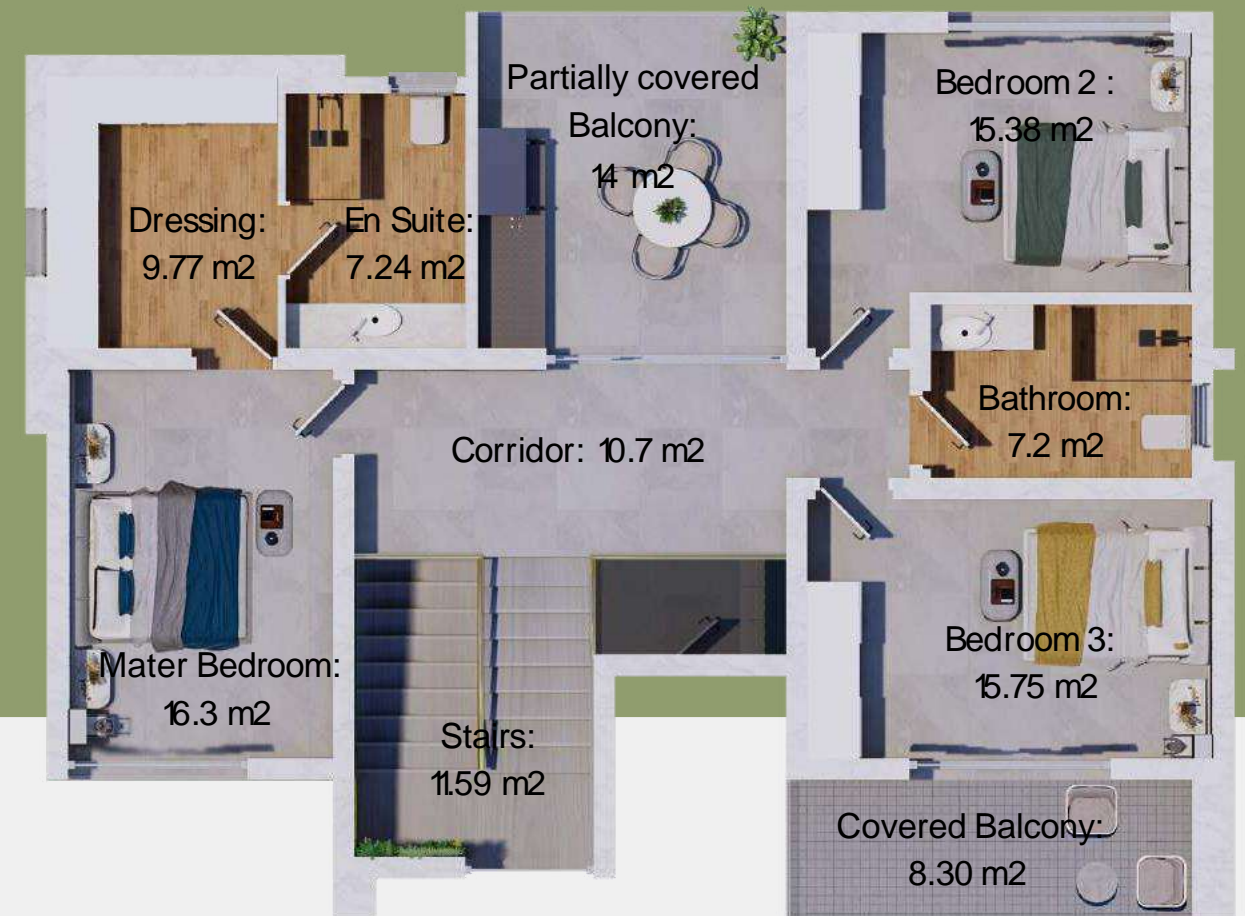 Partially covered
Balcony:
14 m2
Bedroom 2 :
15.38 m2
Dressing:
9.77 m2
En Suite:
7.24 m2
Bathroom:
7.2 m2
Corridor: 10.7 m2
Mater Bedroom:
16.3 m2
Bedroom 3:
15.75 m2
Stairs:
11.59 m2
Covered Balcony:
8.30 m2